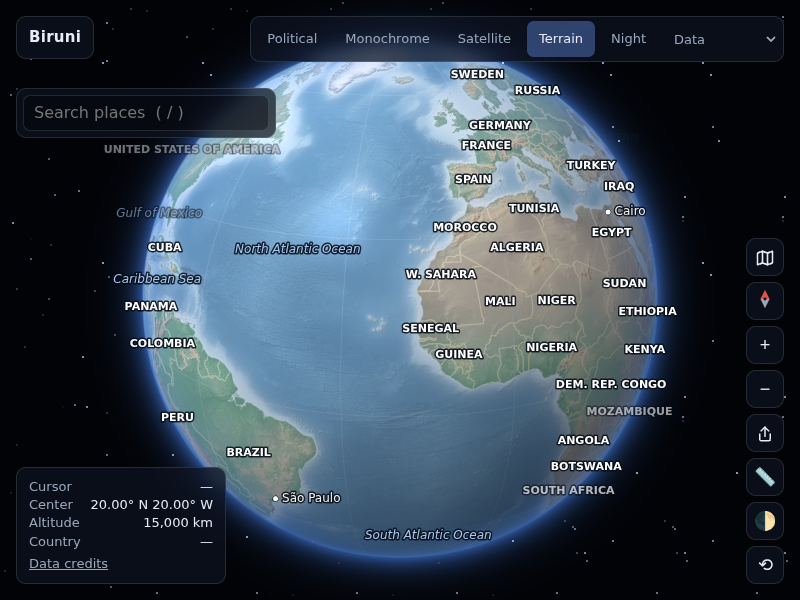 Biruni
Political Monochrome Satellite Terrain Night Data
Search places ( / )
SWEDEN
RUSSIA
GERMANY
FRANCE
UNITED STATES OF AMERICA
TURKEY
SPAIN
IRAQ
TUNISIA
Cairo
Gulf of Mexico
MOROCCO
EGYPT
CUBA
North Atlantic Ocean
ALGERIA
W. SAHARA
Caribbean Sea
SUDAN
MALI
NIGER
PANAMA
ETHIOPIA
SENEGAL
COLOMBIA
GUINEA
NIGERIA
KENYA
DEM. REP. CONGO
MOZAMBIQUE
PERU
ANGOLA
BRAZIL
BOTSWANA
SOUTH AFRICA
São Paulo
South Atlantic Ocean
+
−
Cursor —
Center 20.00° N 20.00° W
Altitude 15,000 km
Country —
Data credits